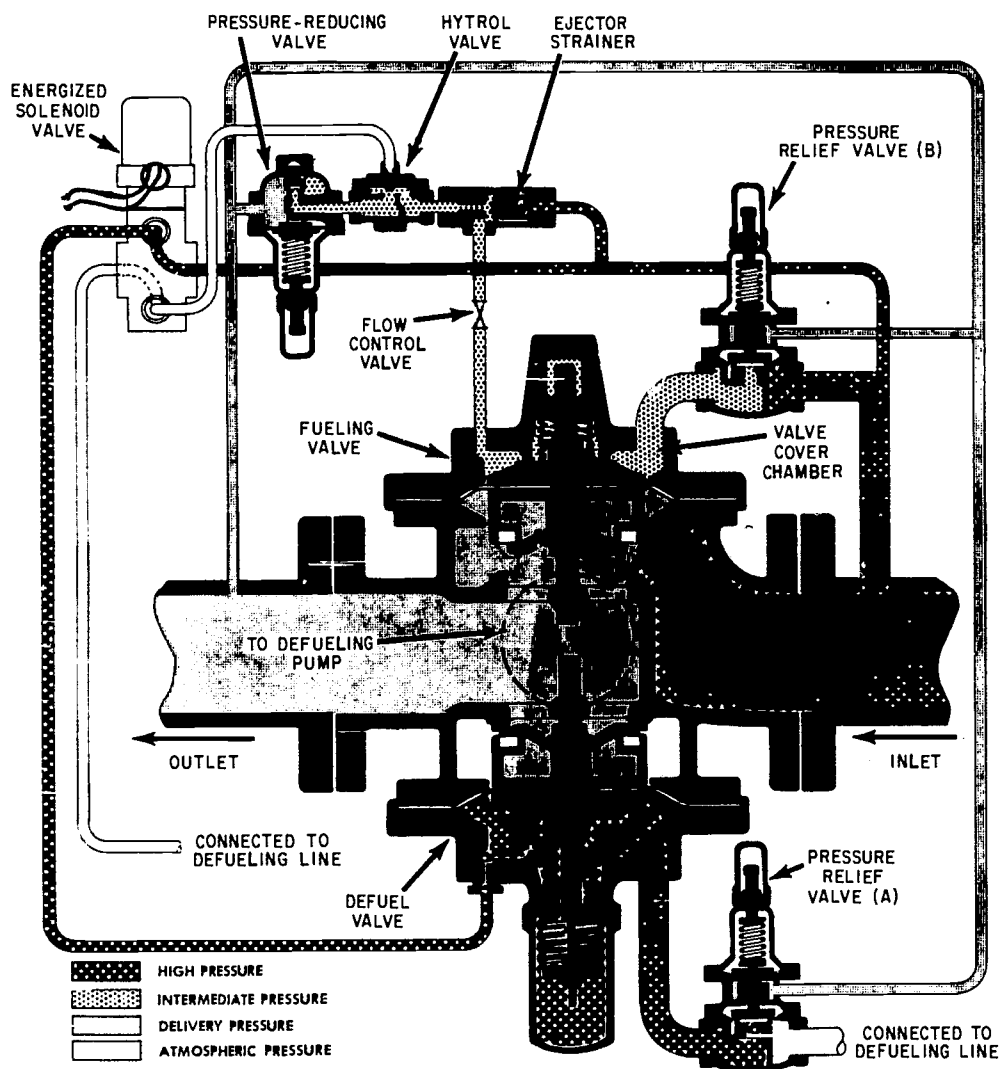 PRESSURE-REDUCING
VALVE
HYTROL
VALVE
EJECTOR
STRAINER
ENERGIZED
SOLENOID
VALVE
PRESSURE
RELIEF VALVE (B)
FLOW
CONTROL
VALVE
FUELING
VALVE
VALVE
COVER
CHAMBER
TO DEFUELING
PUMP
OUTLET
INLET
CONNECTED TO
DEFUELING LINE
DEFUEL
VALVE
PRESSURE
RELIEF
VALVE (A)
HIGH PRESSURE
INTERMEDIATE PRESSURE
DELIVERY PRESSURE
ATMOSPHERIC PRESSURE
CONNECTED TO
DEFUELING LINE